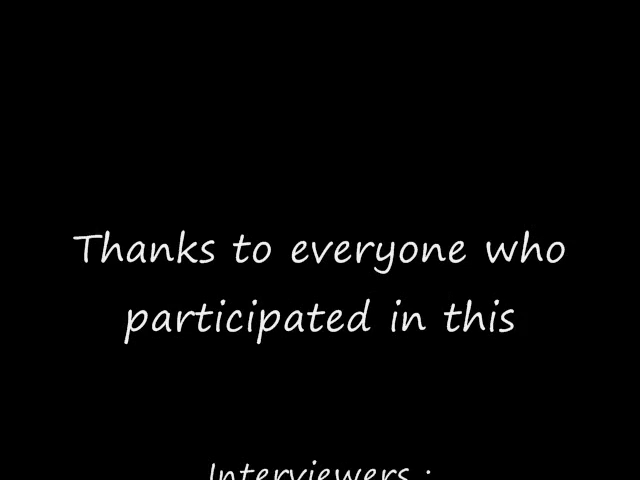 Thanks to everyone who
participated in this
Interviewers :